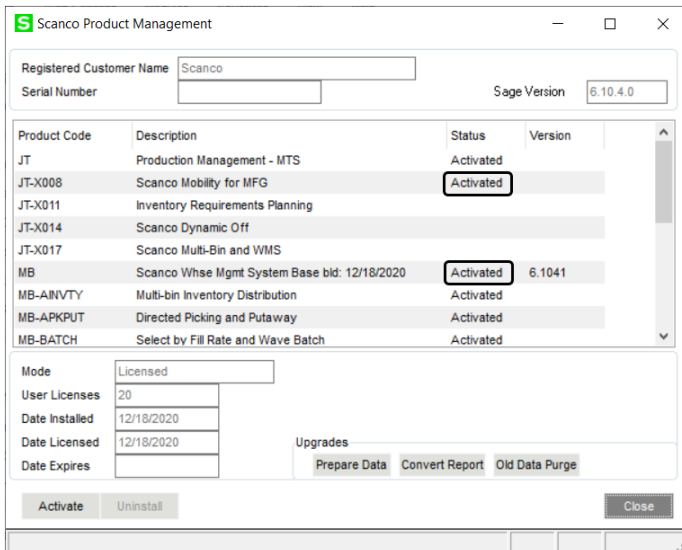 S Scanco Product Management
Registered Customer Name Scanco
Serial Number Sage Version 6.10.4.0
Product Code Description Status Version
JT Production Management - MTS Activated
JT-X008 Scanco Mobility for MFG Activated
JT-X011 Inventory Requirements Planning
JT-X014 Scanco Dynamic Off
JT-X017 Scanco Multi-Bin and WMS
MB Scanco Whse Mgmt System Base bld: 12/18/2020 Activated 6.1041
MB-AINVTY Multi-bin Inventory Distribution Activated
MB-APKPUT Directed Picking and Putaway Activated
MB-BATCH Select by Fill Rate and Wave Batch Activated
Mode Licensed
User Licenses 20
Date Installed 12/18/2020
Date Licensed 12/18/2020 Upgrades
Date Expires Prepare Data Convert Report Old Data Purge
Activate Uninstall Close